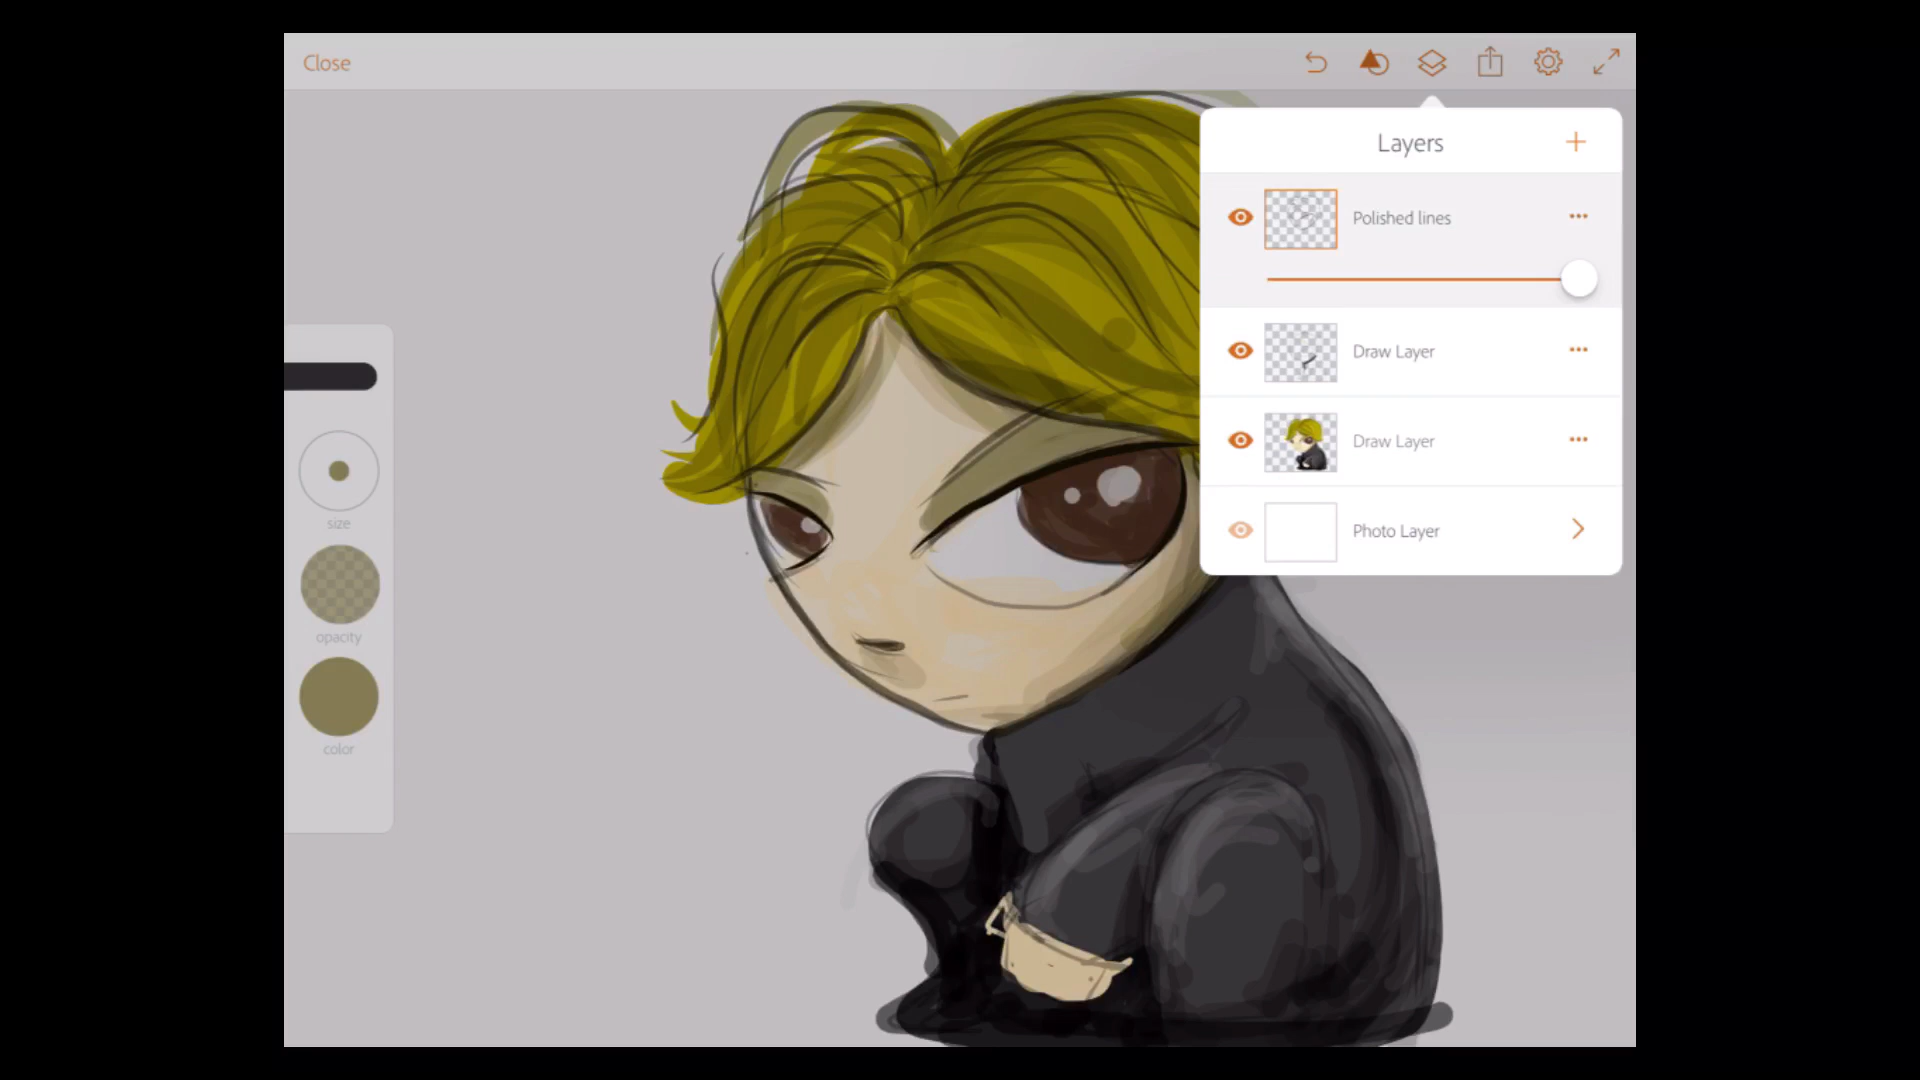 Close
Layers
Polished lines
Draw Layer
Draw Layer
Photo Layer
size
opacity
color